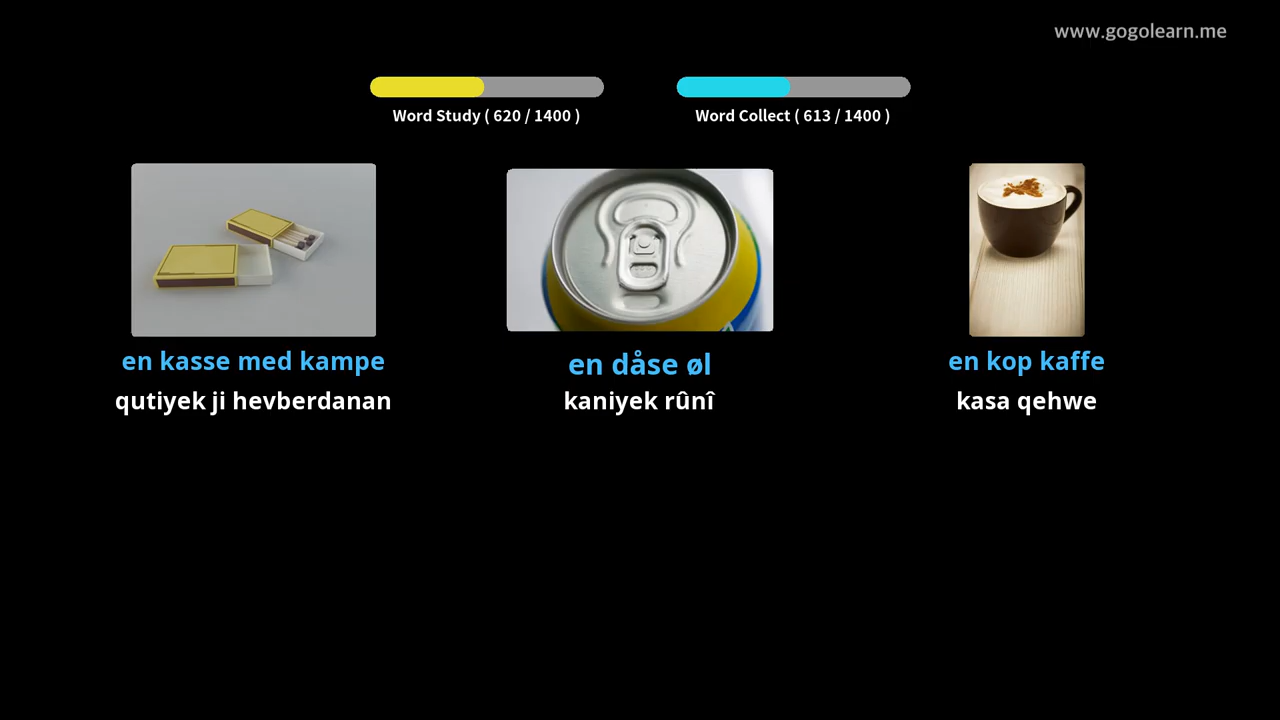 www.gogolearn.me
Word Study ( 620 / 1400 )
Word Collect ( 613 / 1400 )
en kasse med kampe
qutiyek ji hevberdanan
en dåse øl
kaniyek rûnî
en kop kaffe
kasa qehwe